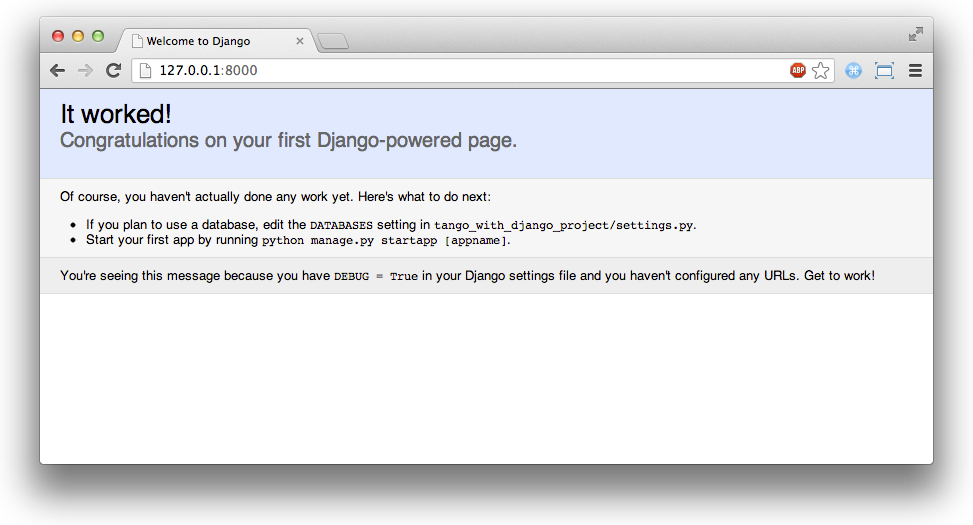 Welcome to Django
127.0.0.1:8000
ABP
It worked!
Congratulations on your first Django-powered page.
Of course, you haven't actually done any work yet. Here's what to do next:
If you plan to use a database, edit the DATABASES setting in tango_with_django_project/settings.py.
Start your first app by running python manage.py startapp [appname].
You're seeing this message because you have DEBUG = True in your Django settings file and you haven't configured any URLs. Get to work!